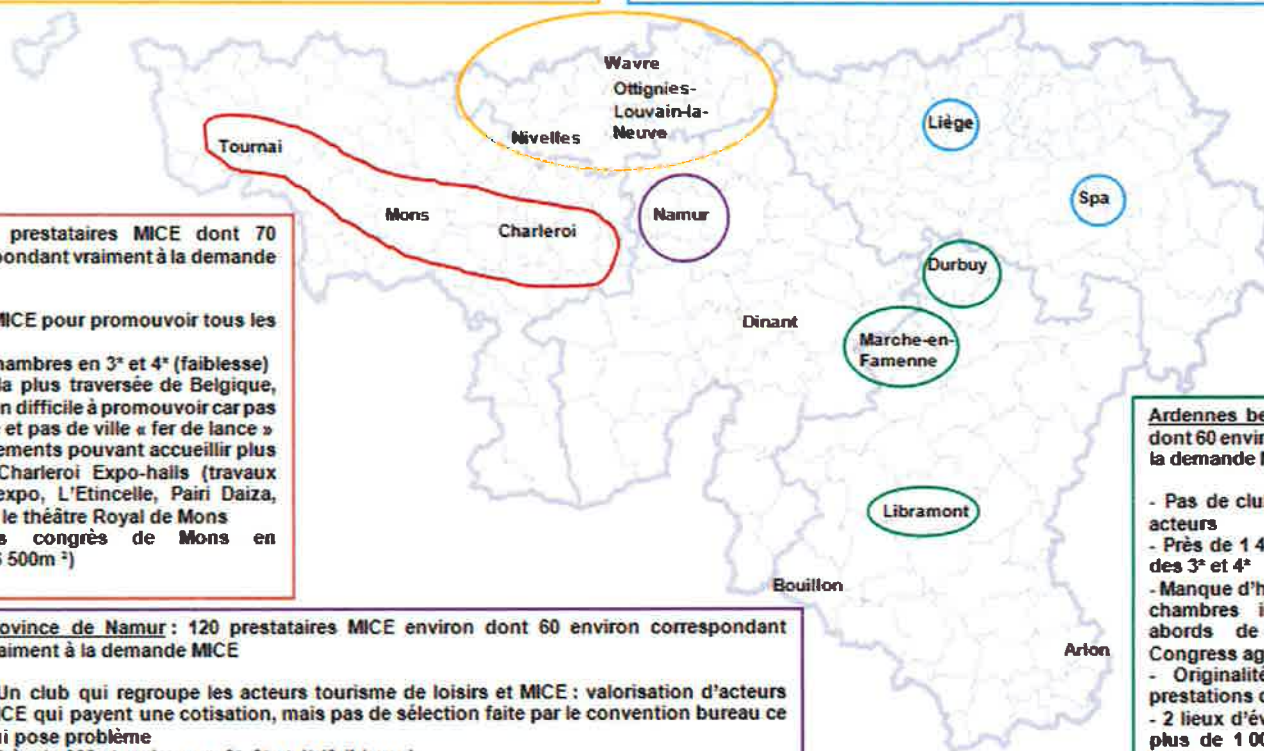 Wavre
Ottignies-
Louvain-la-
Neuve
Nivelles
Liège
Tournai
Spa
Mons
Namur
Charleroi
Durbuy
Dinant
Marche-en-
Famenne
Libramont
Bouillon
Arlon
prestataires MICE dont 70
pondant vraiment à la demande
MICE pour promouvoir tous les
hambres en 3* et 4* (faiblesse)
la plus traversée de Belgique,
n difficile à promouvoir car pas
et pas de ville « fer de lance »
ements pouvant accueillir plus
Charleroi Expo-halls (travaux
expo, L'Etincelle, Pairi Daiza,
le théâtre Royal de Mons
s congrès de Mons en
500m ²)
ovince de Namur : 120 prestataires MICE environ dont 60 environ correspondant
aiment à la demande MICE
Un club qui regroupe les acteurs tourisme de loisirs et MICE : valorisation d'acteurs
ICE qui payent une cotisation, mais pas de sélection faite par le convention bureau ce
ui pose problème
Ardennes be
dont 60 envir
la demande M
- Pas de clu
acteurs
- Près de 1 4
des 3* et 4*
- Manque d'h
chambres i
abords de
Congress ag
- Originalité
prestations d
- 2 lieux d'év
plus de 1 00